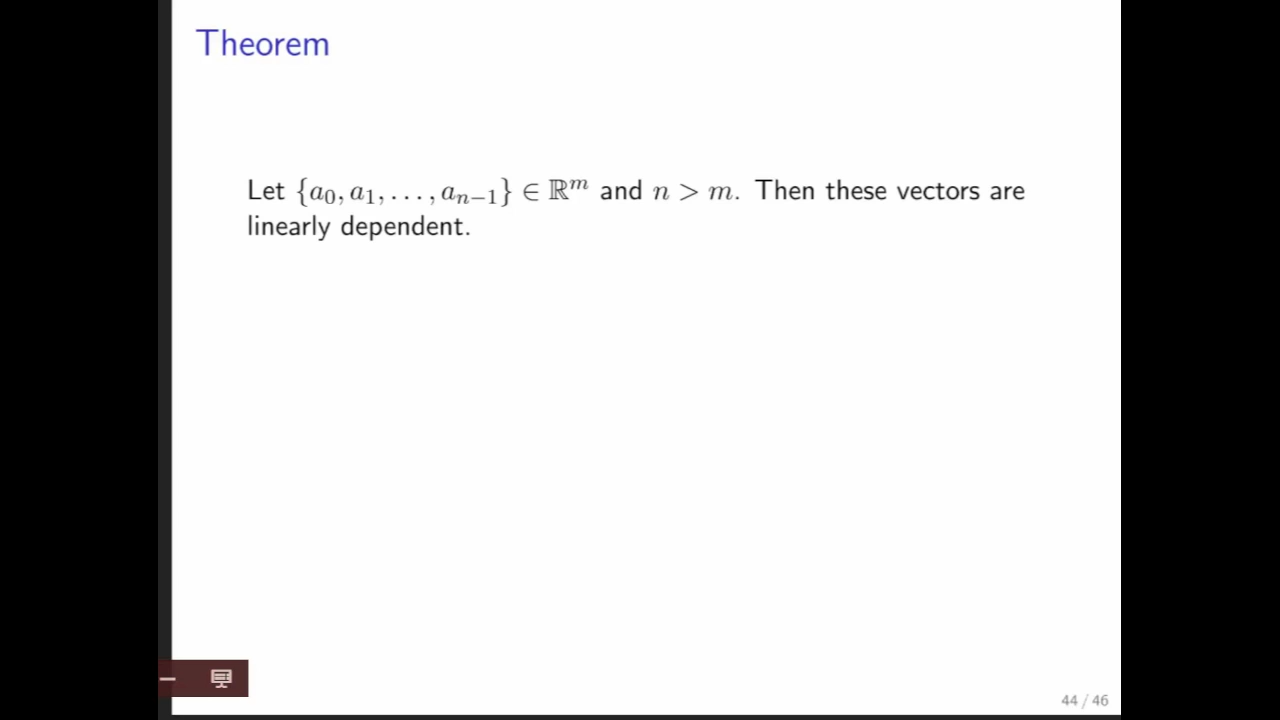 Theorem
Let {a₀, a₁, . . . , aₙ₋₁} ∈ ℝᵐ and n > m. Then these vectors are
linearly dependent.
44 / 46